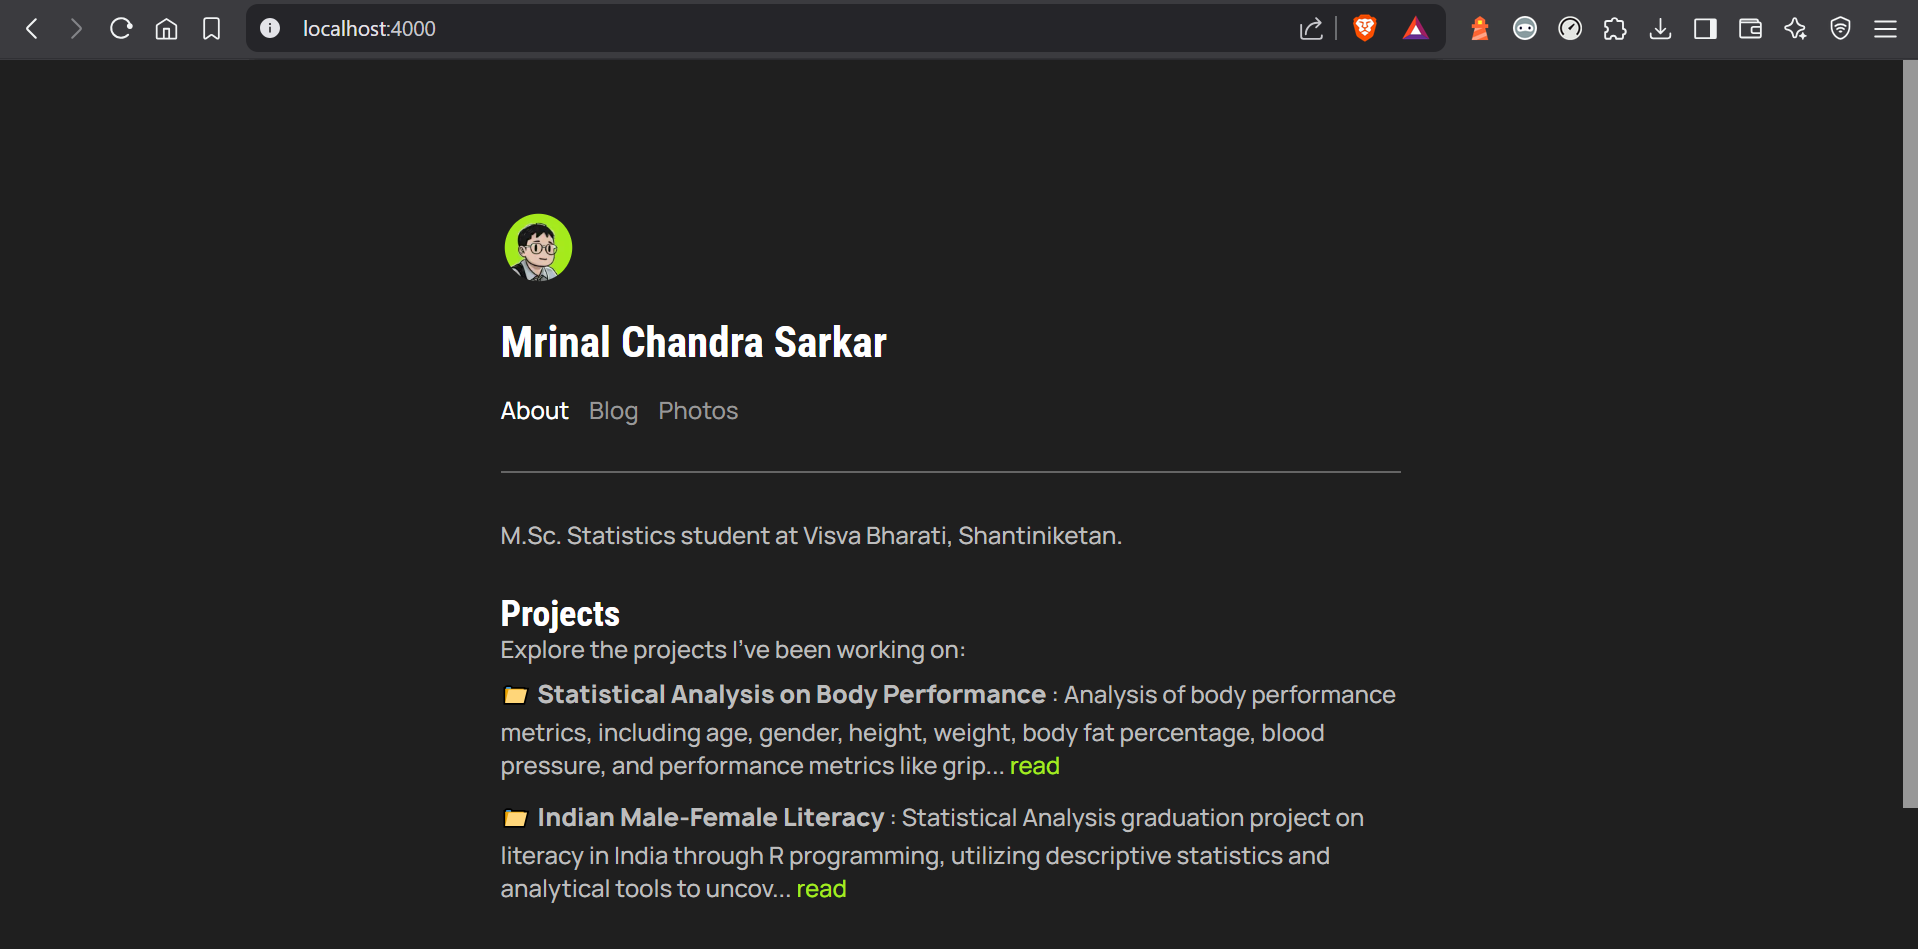 localhost:4000
Mrinal Chandra Sarkar
About Blog Photos
M.Sc. Statistics student at Visva Bharati, Shantiniketan.
Projects
Explore the projects I’ve been working on:
Statistical Analysis on Body Performance : Analysis of body performance
metrics, including age, gender, height, weight, body fat percentage, blood
pressure, and performance metrics like grip... read
Indian Male-Female Literacy : Statistical Analysis graduation project on
literacy in India through R programming, utilizing descriptive statistics and
analytical tools to uncov... read